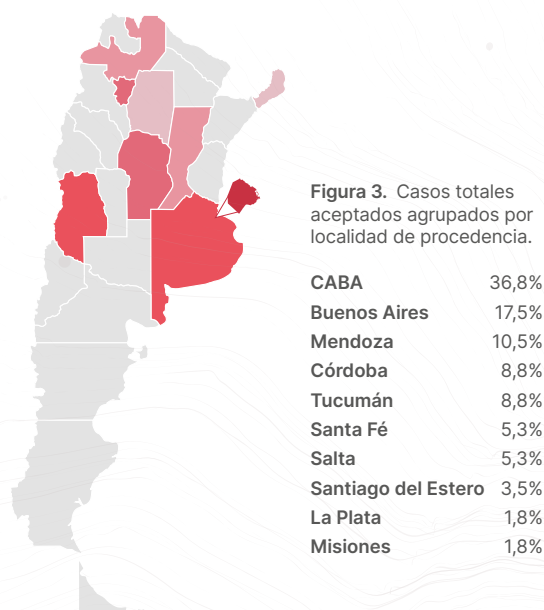 Figura 3. Casos totales
aceptados agrupados por
localidad de procedencia.
CABA 36,8%
Buenos Aires 17,5%
Mendoza 10,5%
Córdoba 8,8%
Tucumán 8,8%
Santa Fé 5,3%
Salta 5,3%
Santiago del Estero 3,5%
La Plata 1,8%
Misiones 1,8%